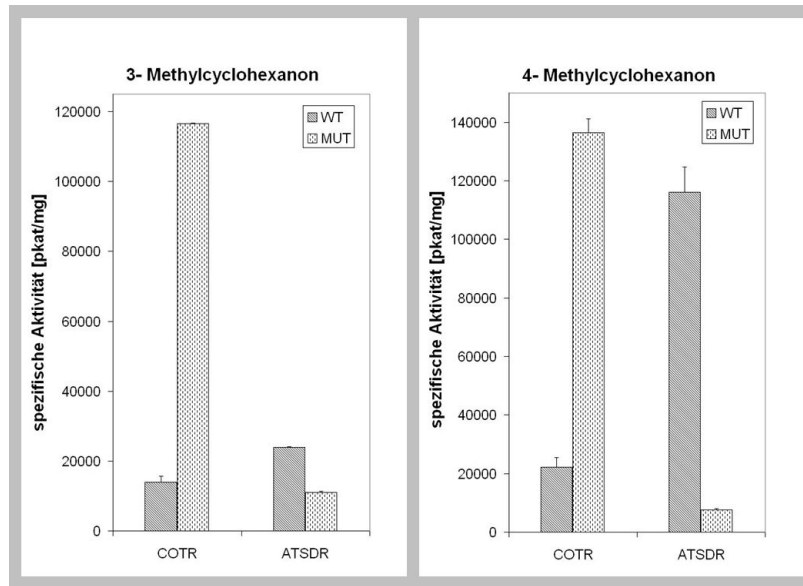 3- Methylcyclohexanon
spezifische Aktivität [pkat/mg]
120000
100000
80000
60000
40000
20000
0
WT
MUT
COTR ATSDR
4- Methylcyclohexanon
spezifische Aktivität [pkat/mg]
140000
120000
100000
80000
60000
40000
20000
0
WT
MUT
COTR ATSDR